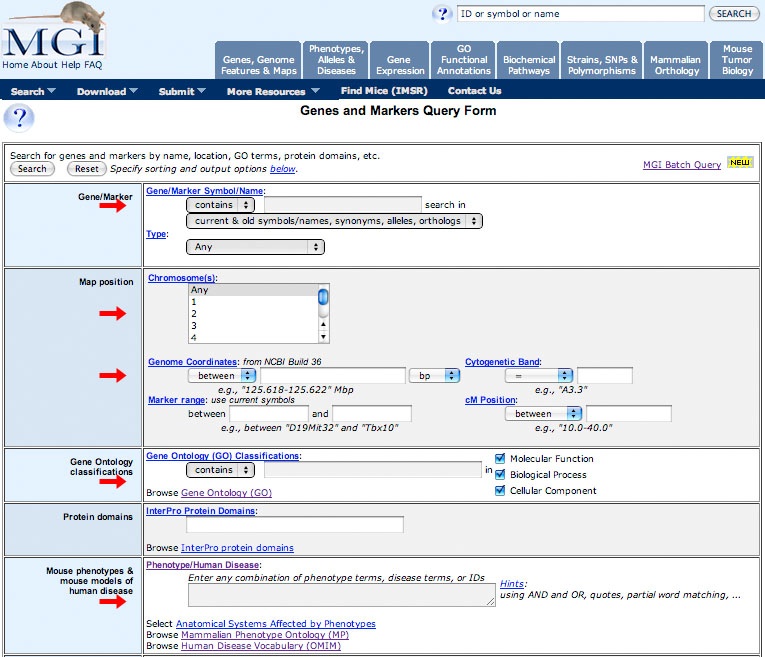 ID or symbol or name SEARCH
MGI
Home About Help FAQ
Genes, Genome Features & Maps
Phenotypes, Alleles & Diseases
Gene Expression
GO Functional Annotations
Biochemical Pathways
Strains, SNPs & Polymorphisms
Mammalian Orthology
Mouse Tumor Biology
Search Download Submit More Resources Find Mice (IMSR) Contact Us
? Genes and Markers Query Form
Search for genes and markers by name, location, GO terms, protein domains, etc.
Search Reset Specify sorting and output options below. MGI Batch Query NEW
Gene/Marker
Gene/Marker Symbol/Name:
contains search in
current & old symbols/names, synonyms, alleles, orthologs
Type:
Any
Map position
Chromosome(s):
Any
1
2
3
4
Genome Coordinates: from NCBI Build 36
between bp
e.g., "125.618-125.622" Mbp
Cytogenetic Band:
=
e.g., "A3.3"
Marker range: use current symbols
between and
e.g., between "D19Mit32" and "Tbx10"
cM Position:
between
e.g., "10.0-40.0"
Gene Ontology classifications
Gene Ontology (GO) Classifications:
contains in
Molecular Function
Biological Process
Cellular Component
Browse Gene Ontology (GO)
Protein domains
InterPro Protein Domains:
Browse InterPro protein domains
Mouse phenotypes & mouse models of human disease
Phenotype/Human Disease:
Enter any combination of phenotype terms, disease terms, or IDs
Hints:
using AND and OR, quotes, partial word matching, ...
Select Anatomical Systems Affected by Phenotypes
Browse Mammalian Phenotype Ontology (MP)
Browse Human Disease Vocabulary (OMIM)